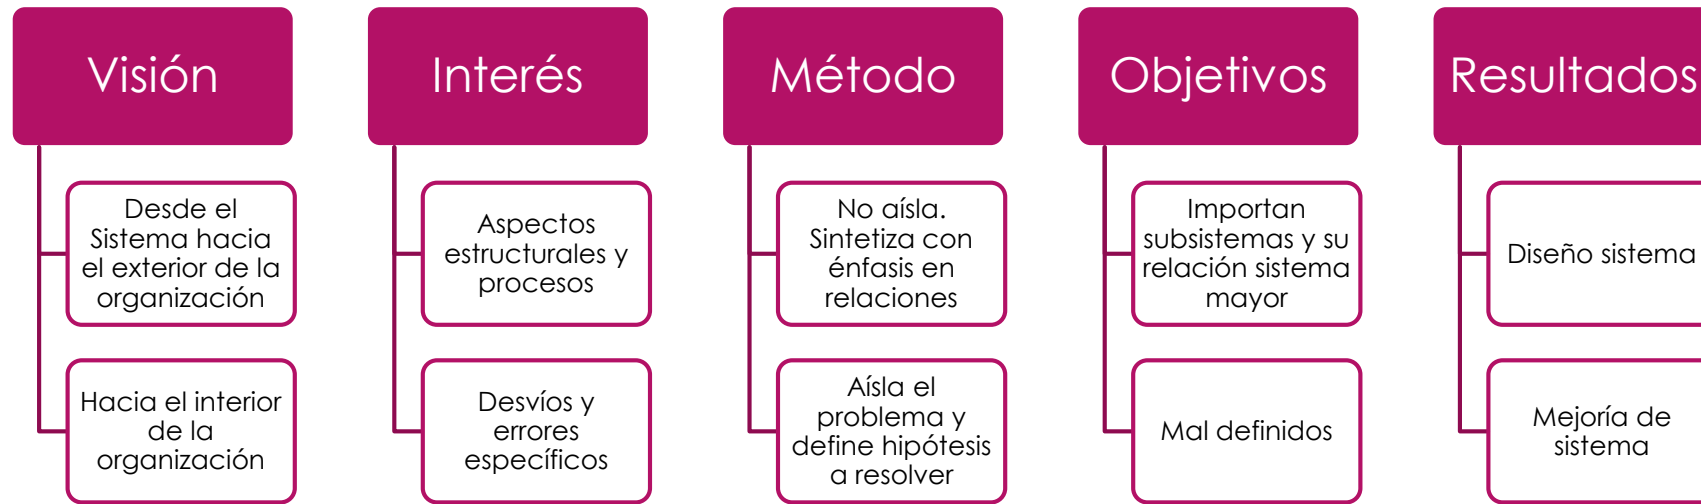 Visión
Desde el
Sistema hacia
el exterior de la
organización
Hacia el interior
de la
organización
Interés
Aspectos
estructurales y
procesos
Desvíos y
errores
específicos
Método
No aísla.
Sintetiza con
énfasis en
relaciones
Aísla el
problema y
define hipótesis
a resolver
Objetivos
Importan
subsistemas y su
relación sistema
mayor
Mal definidos
Resultados
Diseño sistema
Mejoría de
sistema